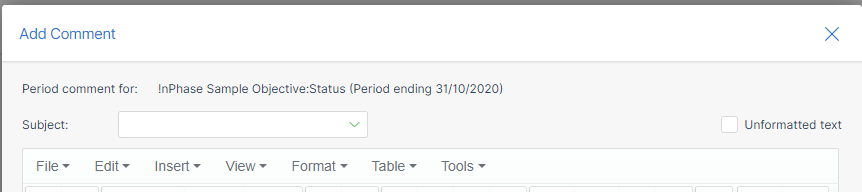 Add Comment
Period comment for: !nPhase Sample Objective:Status (Period ending 31/10/2020)
Subject: Unformatted text
File Edit Insert View Format Table Tools